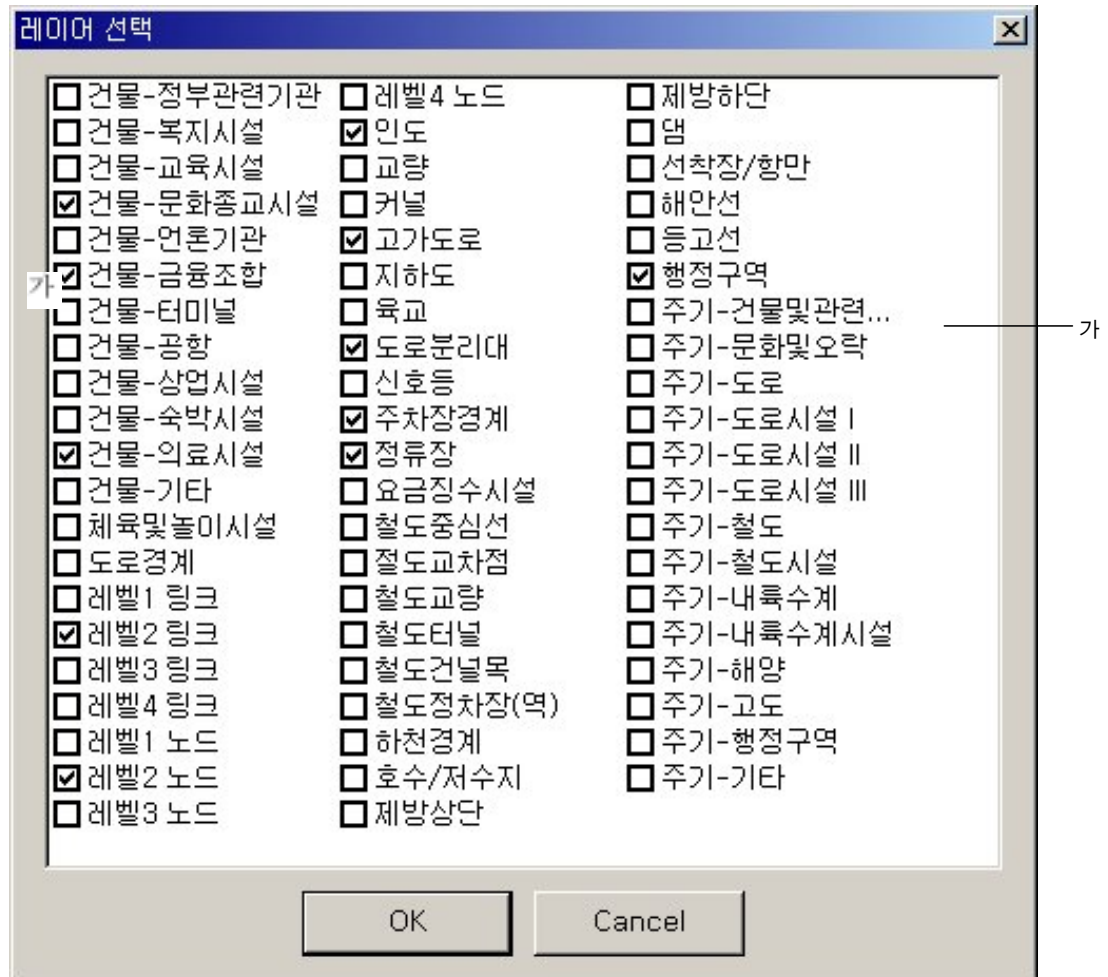 레이어 선택
건물-정부관련기관
건물-복지시설
건물-교육시설
건물-문화종교시설
건물-언론기관
건물-금융조합
가
건물-터미널
건물-공항
건물-상업시설
건물-숙박시설
건물-의료시설
건물-기타
체육및놀이시설
도로경계
레벨1 링크
레벨2 링크
레벨3 링크
레벨4 링크
레벨1 노드
레벨2 노드
레벨3 노드
레벨4 노드
인도
교량
커널
고가도로
지하도
육교
도로분리대
신호등
주차장경계
정류장
요금징수시설
철도중심선
절도교차점
철도교량
철도터널
철도건널목
철도정차장(역)
하천경계
호수/저수지
제방상단
제방하단
댐
선착장/항만
해안선
등고선
행정구역
주기-건물및관련...
주기-문화및오락
주기-도로
주기-도로시설 I
주기-도로시설 II
주기-도로시설 III
주기-철도
주기-철도시설
주기-내륙수계
주기-내륙수계시설
주기-해양
주기-고도
주기-행정구역
주기-기타
가
OK
Cancel